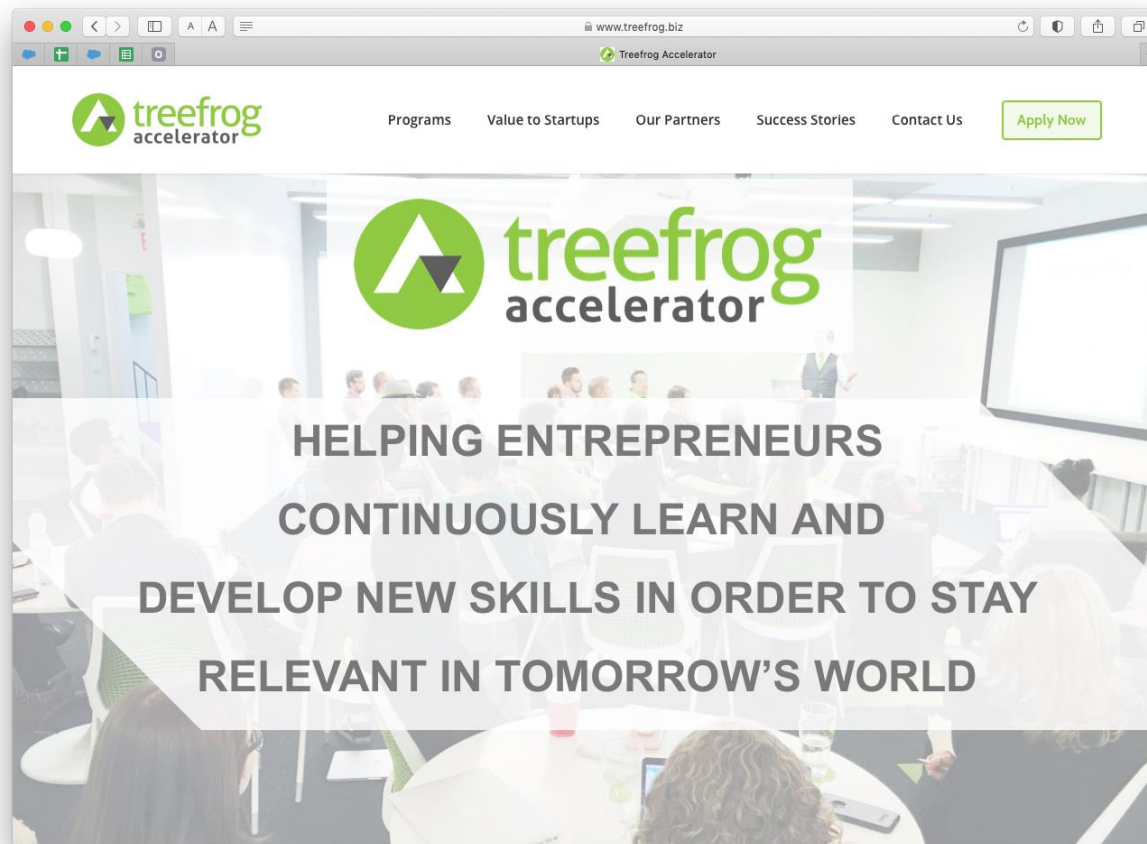 A A
www.treefrog.biz
O
Treefrog Accelerator
treefrog
accelerator
Programs Value to Startups Our Partners Success Stories Contact Us Apply Now
treefrog
accelerator
HELPING ENTREPRENEURS
CONTINUOUSLY LEARN AND
DEVELOP NEW SKILLS IN ORDER TO STAY
RELEVANT IN TOMORROW’S WORLD